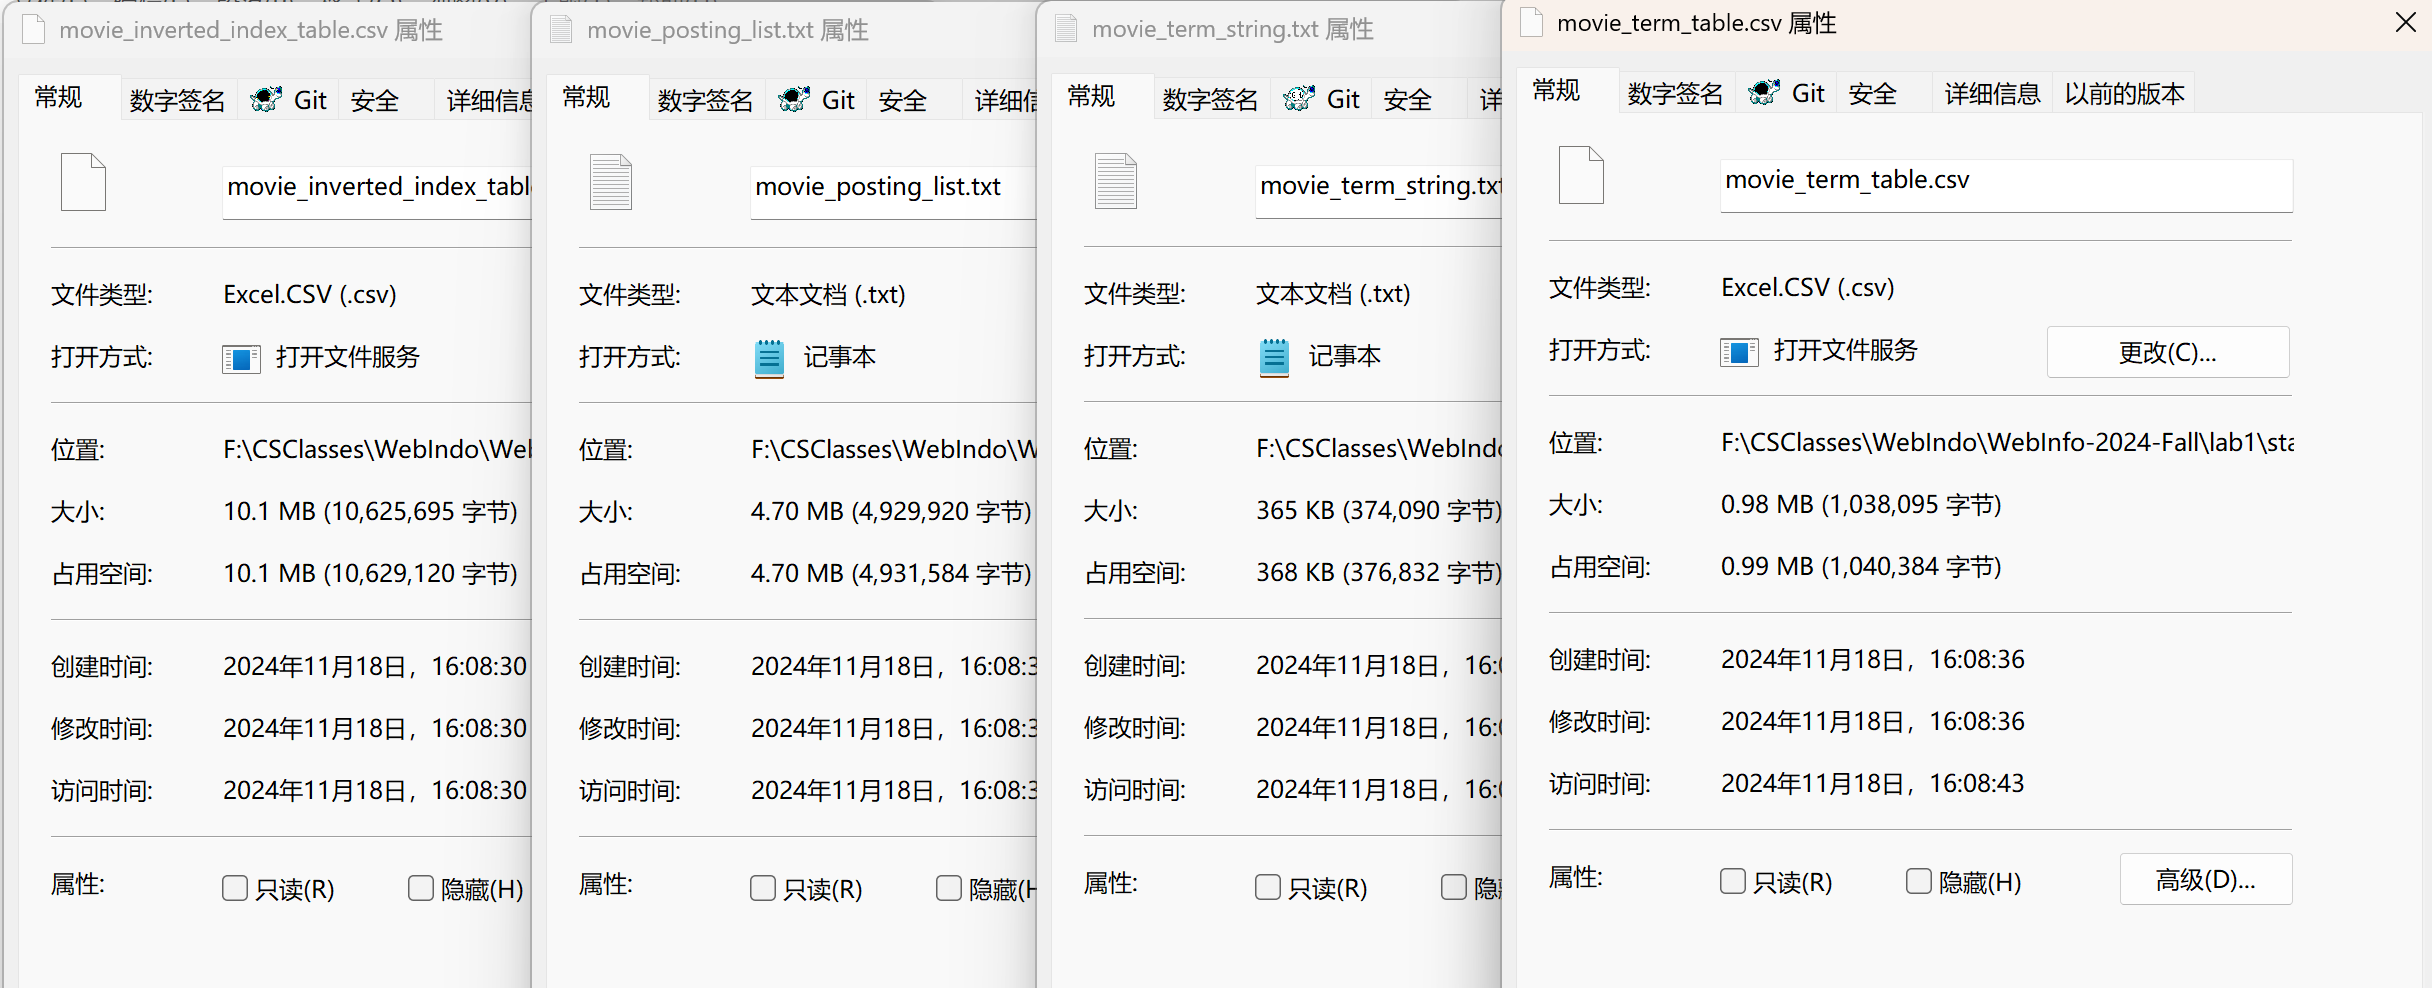 movie_inverted_index_table.csv 属性
常规 数字签名 Git 安全 详细信息
movie_inverted_index_tabl
文件类型: Excel.CSV (.csv)
打开方式: 打开文件服务
位置: F:\CSClasses\WebIndo\We
大小: 10.1 MB (10,625,695 字节)
占用空间: 10.1 MB (10,629,120 字节)
创建时间: 2024年11月18日，16:08:30
修改时间: 2024年11月18日，16:08:30
访问时间: 2024年11月18日，16:08:30
属性: 只读(R) 隐藏(H)
movie_posting_list.txt 属性
常规 数字签名 Git 安全 详细信
movie_posting_list.txt
文件类型: 文本文档 (.txt)
打开方式: 记事本
位置: F:\CSClasses\WebIndo\W
大小: 4.70 MB (4,929,920 字节)
占用空间: 4.70 MB (4,931,584 字节)
创建时间: 2024年11月18日，16:08:3
修改时间: 2024年11月18日，16:08:3
访问时间: 2024年11月18日，16:08:3
属性: 只读(R) 隐藏(H
movie_term_string.txt 属性
常规 数字签名 Git 安全 详
movie_term_string.txt
文件类型: 文本文档 (.txt)
打开方式: 记事本
位置: F:\CSClasses\WebIndo
大小: 365 KB (374,090 字节)
占用空间: 368 KB (376,832 字节)
创建时间: 2024年11月18日，16:0
修改时间: 2024年11月18日，16:0
访问时间: 2024年11月18日，16:0
属性: 只读(R) 隐
movie_term_table.csv 属性
常规 数字签名 Git 安全 详细信息 以前的版本
movie_term_table.csv
文件类型: Excel.CSV (.csv)
打开方式: 打开文件服务 更改(C)...
位置: F:\CSClasses\WebIndo\WebInfo-2024-Fall\lab1\sta
大小: 0.98 MB (1,038,095 字节)
占用空间: 0.99 MB (1,040,384 字节)
创建时间: 2024年11月18日，16:08:36
修改时间: 2024年11月18日，16:08:36
访问时间: 2024年11月18日，16:08:43
属性: 只读(R) 隐藏(H) 高级(D)...